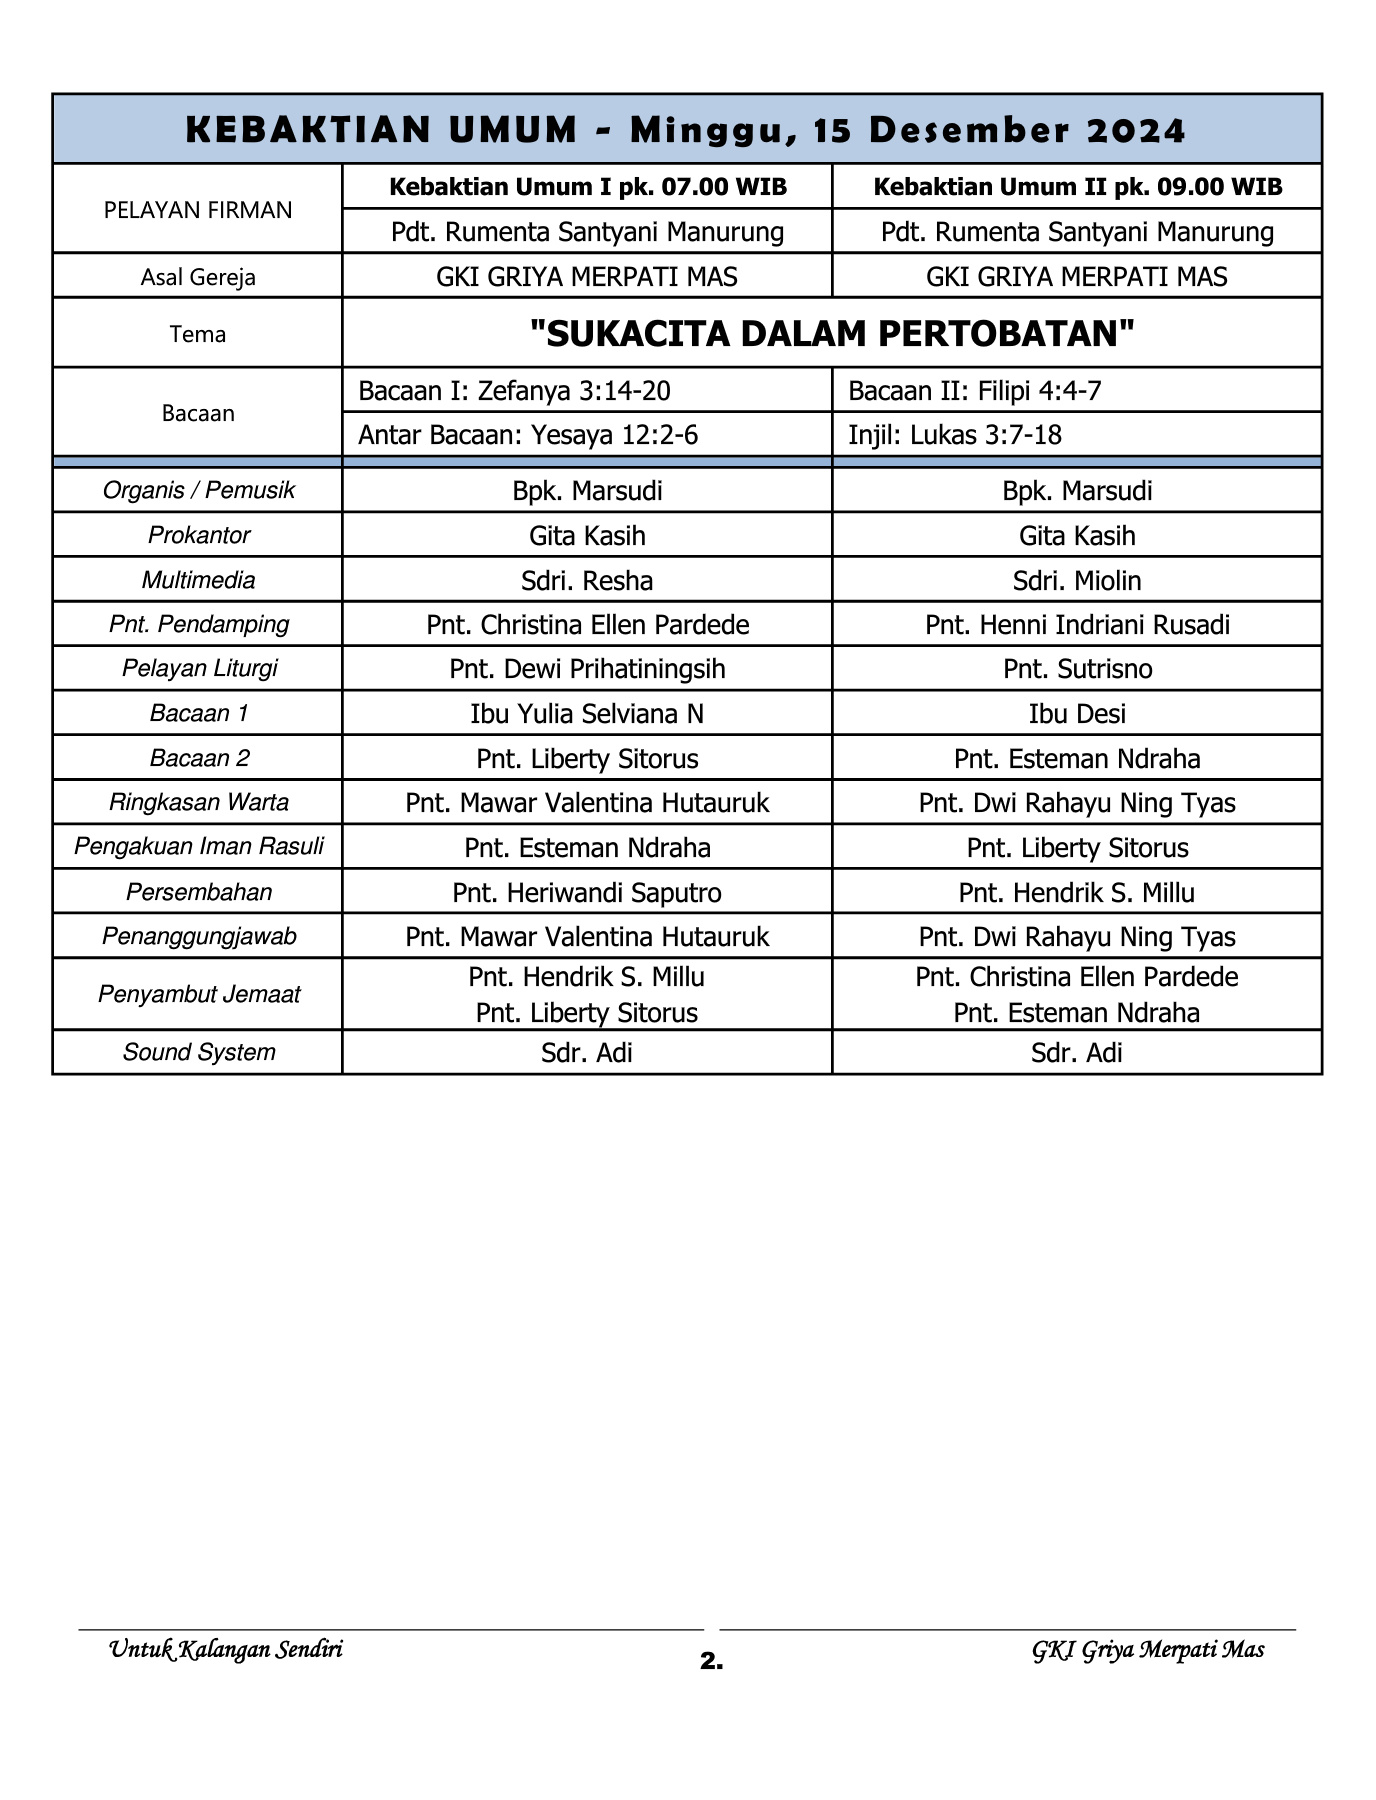 KEBAKTIAN UMUM - Minggu, 15 Desember 2024
PELAYAN FIRMAN
Kebaktian Umum I pk. 07.00 WIB
Kebaktian Umum II pk. 09.00 WIB
Pdt. Rumenta Santyani Manurung
Pdt. Rumenta Santyani Manurung
Asal Gereja
GKI GRIYA MERPATI MAS
GKI GRIYA MERPATI MAS
Tema
"SUKACITA DALAM PERTOBATAN"
Bacaan
Bacaan I: Zefanya 3:14-20
Bacaan II: Filipi 4:4-7
Antar Bacaan: Yesaya 12:2-6
Injil: Lukas 3:7-18
Organis / Pemusik
Bpk. Marsudi
Bpk. Marsudi
Prokantor
Gita Kasih
Gita Kasih
Multimedia
Sdri. Resha
Sdri. Miolin
Pnt. Pendamping
Pnt. Christina Ellen Pardede
Pnt. Henni Indriani Rusadi
Pelayan Liturgi
Pnt. Dewi Prihatiningsih
Pnt. Sutrisno
Bacaan 1
Ibu Yulia Selviana N
Ibu Desi
Bacaan 2
Pnt. Liberty Sitorus
Pnt. Esteman Ndraha
Ringkasan Warta
Pnt. Mawar Valentina Hutauruk
Pnt. Dwi Rahayu Ning Tyas
Pengakuan Iman Rasuli
Pnt. Esteman Ndraha
Pnt. Liberty Sitorus
Persembahan
Pnt. Heriwandi Saputro
Pnt. Hendrik S. Millu
Penanggungjawab
Pnt. Mawar Valentina Hutauruk
Pnt. Dwi Rahayu Ning Tyas
Penyambut Jemaat
Pnt. Hendrik S. Millu
Pnt. Liberty Sitorus
Pnt. Christina Ellen Pardede
Pnt. Esteman Ndraha
Sound System
Sdr. Adi
Sdr. Adi
Untuk Kalangan Sendiri
2.
GKI Griya Merpati Mas